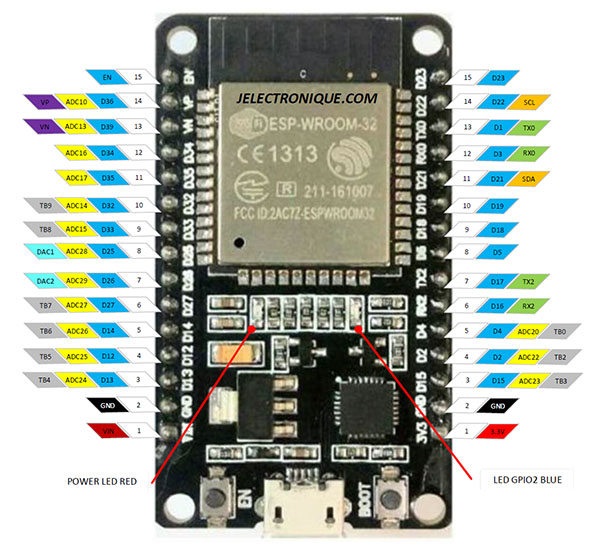 EN 15
VP ADC10 D36 14
VN ADC13 D39 13
ADC16 D34 12
ADC17 D35 11
TB9 ADC14 D32 10
TB8 ADC15 D33 9
DAC1 ADC28 D25 8
DAC2 ADC29 D26 7
TB7 ADC27 D27 6
TB6 ADC26 D14 5
TB5 ADC25 D12 4
TB4 ADC24 D13 3
GND 2
VIN 1
POWER LED RED
EN
VP
VN
D34
D35
D32
D33
D25
D26
D27
D14
D12
D13
GND
C
JELECTRONIQUE.COM
WiFi ESP-WROOM-32
CE1313
R 211-161007
FCC ID:2AC7Z-ESPWROOM32
EN
BOOT
D23
D22
TX0
RX0
D21
D19
D18
D5
TX2
RX2
D4
D2
D15
GND
3V3
15 D23
14 D22 SCL
13 D1 TX0
12 D3 RX0
11 D21 SDA
10 D19
9 D18
8 D5
7 D17 TX2
6 D16 RX2
5 D4 ADC20 TB0
4 D2 ADC22 TB2
3 D15 ADC23 TB3
2 GND
1 3.3V
LED GPIO2 BLUE